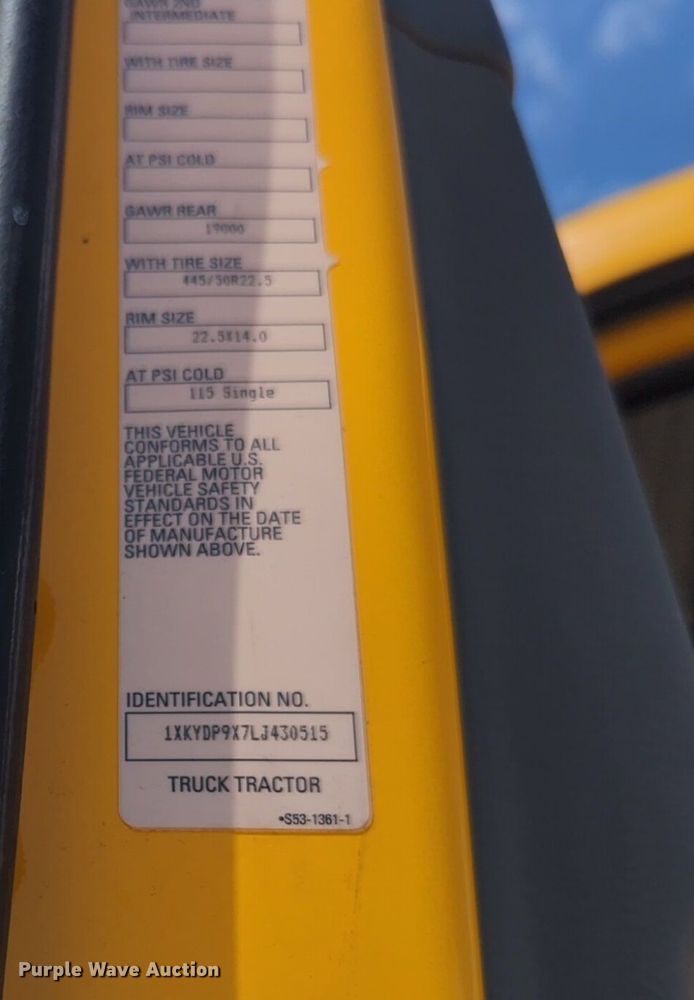 GAWR 2ND
INTERMEDIATE
WITH TIRE SIZE
RIM SIZE
AT PSI COLD
GAWR REAR
19000
WITH TIRE SIZE
445/50R22.5
RIM SIZE
22.5X14.0
AT PSI COLD
115 Single
THIS VEHICLE
CONFORMS TO ALL
APPLICABLE U.S.
FEDERAL MOTOR
VEHICLE SAFETY
STANDARDS IN
EFFECT ON THE DATE
OF MANUFACTURE
SHOWN ABOVE.
IDENTIFICATION NO.
1XKYDP9X7LJ430515
TRUCK TRACTOR
•S53-1361-1
Purple Wave Auction